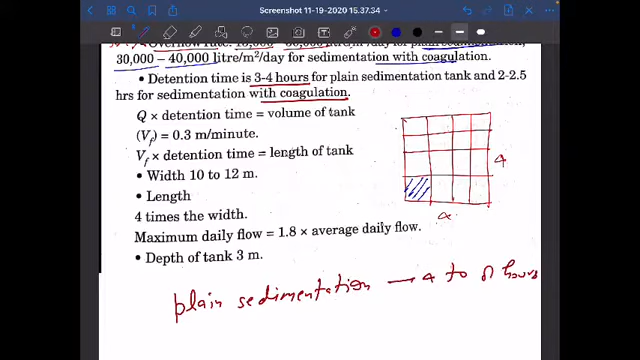 Screenshot 11-19-2020 15.37.34
30,000 – 40,000 litre/m²/day for sedimentation with coagulation.
• Detention time is 3-4 hours for plain sedimentation tank and 2-2.5
hrs for sedimentation with coagulation.
Q × detention time = volume of tank
(V_f) = 0.3 m/minute.
V_f × detention time = length of tank
• Width 10 to 12 m.
4
• Length
4 times the width.
Maximum daily flow = 1.8 × average daily flow.
• Depth of tank 3 m.
plain sedimentation — 4 to 8 hours